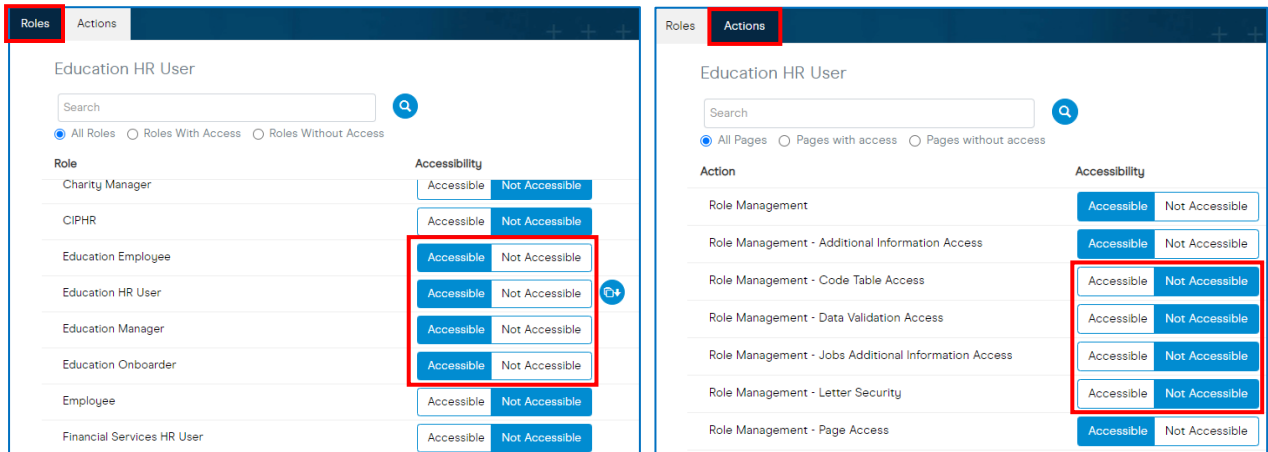 Roles Actions
Education HR User
Search
All Roles Roles With Access Roles Without Access
Role Accessibility
Charity Manager Accessible Not Accessible
CIPHR Accessible Not Accessible
Education Employee Accessible Not Accessible
Education HR User Accessible Not Accessible
Education Manager Accessible Not Accessible
Education Onboarder Accessible Not Accessible
Employee Accessible Not Accessible
Financial Services HR User Accessible Not Accessible
Roles Actions
Education HR User
Search
All Pages Pages with access Pages without access
Action Accessibility
Role Management Accessible Not Accessible
Role Management - Additional Information Access Accessible Not Accessible
Role Management - Code Table Access Accessible Not Accessible
Role Management - Data Validation Access Accessible Not Accessible
Role Management - Jobs Additional Information Access Accessible Not Accessible
Role Management - Letter Security Accessible Not Accessible
Role Management - Page Access Accessible Not Accessible